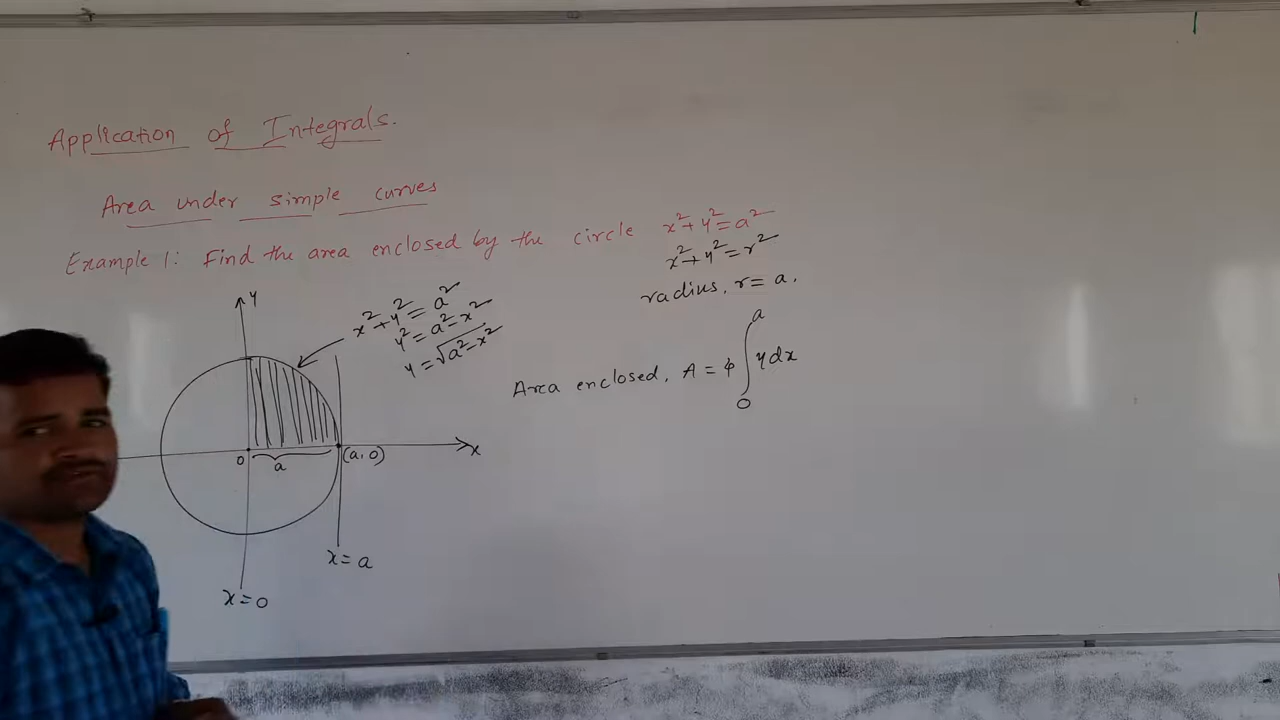 Application of Integrals.
Area under simple curves
Example 1: Find the area enclosed by the circle x²+y²=a²
x²+y²=r²
radius, r= a.
y
x²+y²=a²
y²=a²-x²
y=√a²-x²
Area enclosed, A = 4∫₀ᵃ y dx
0
a
(a,0)
x
x=a
x=0